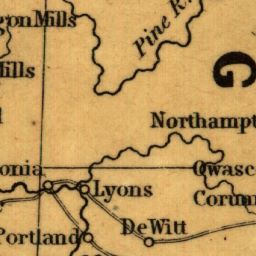 gon Mills
Pine R.
Mills
G
Northampt
onia
Owasc
Lyons
Corun
De Witt
Portland